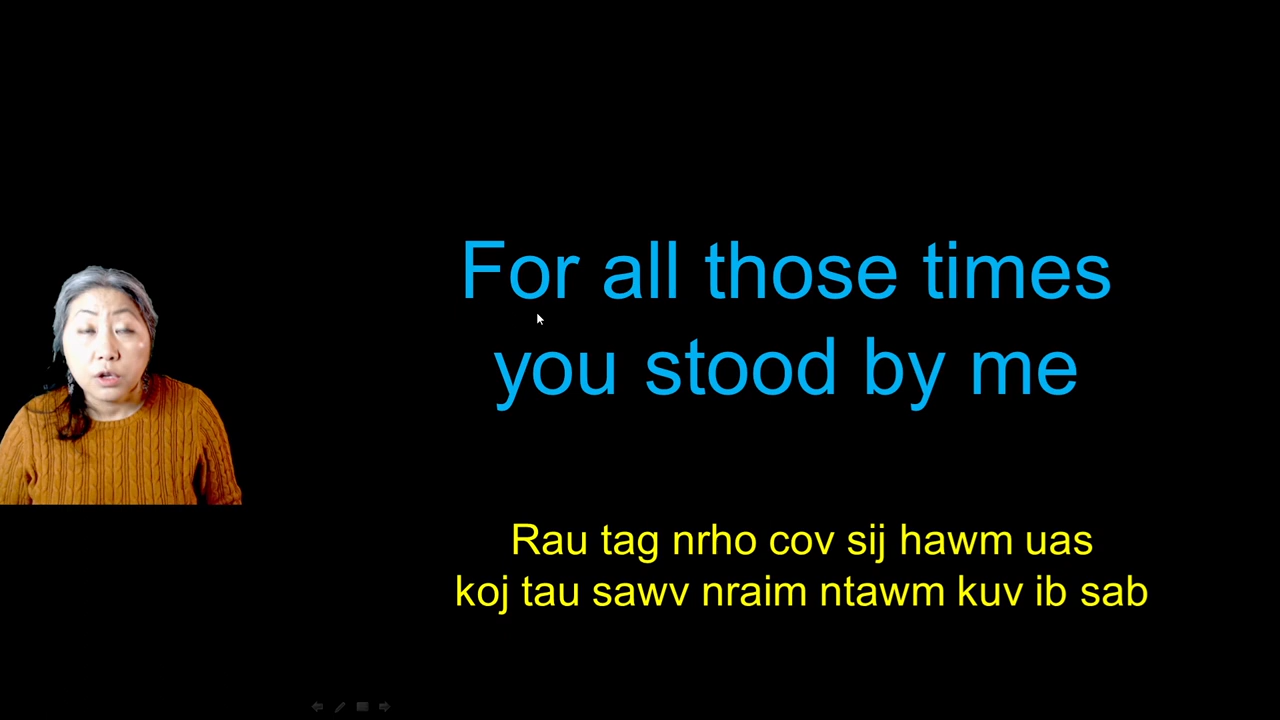 For all those times
you stood by me
Rau tag nrho cov sij hawm uas
koj tau sawv nraim ntawm kuv ib sab